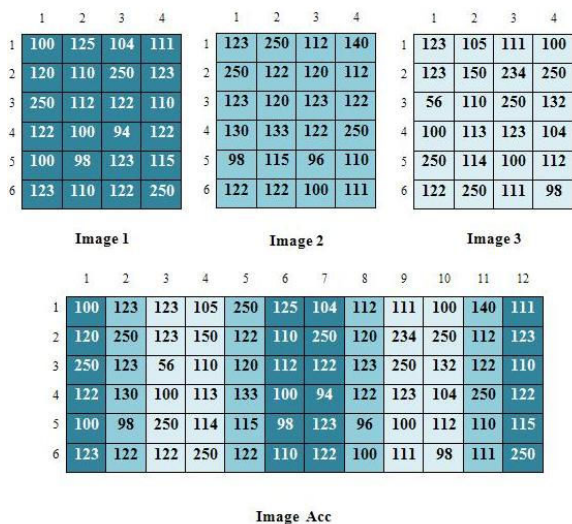 1 2 3 4
1 100 125 104 111
2 120 110 250 123
3 250 112 122 110
4 122 100 94 122
5 100 98 123 115
6 123 110 122 250
Image 1
1 2 3 4
1 123 250 112 140
2 250 122 120 112
3 123 120 123 122
4 130 133 122 250
5 98 115 96 110
6 122 122 100 111
Image 2
1 2 3 4
1 123 105 111 100
2 123 150 234 250
3 56 110 250 132
4 100 113 123 104
5 250 114 100 112
6 122 250 111 98
Image 3
1 2 3 4 5 6 7 8 9 10 11 12
1 100 123 123 105 250 125 104 112 111 100 140 111
2 120 250 123 150 122 110 250 120 234 250 112 123
3 250 123 56 110 120 112 122 123 250 132 122 110
4 122 130 100 113 133 100 94 122 123 104 250 122
5 100 98 250 114 115 98 123 96 100 112 110 115
6 123 122 122 250 122 110 122 100 111 98 111 250
Image Acc